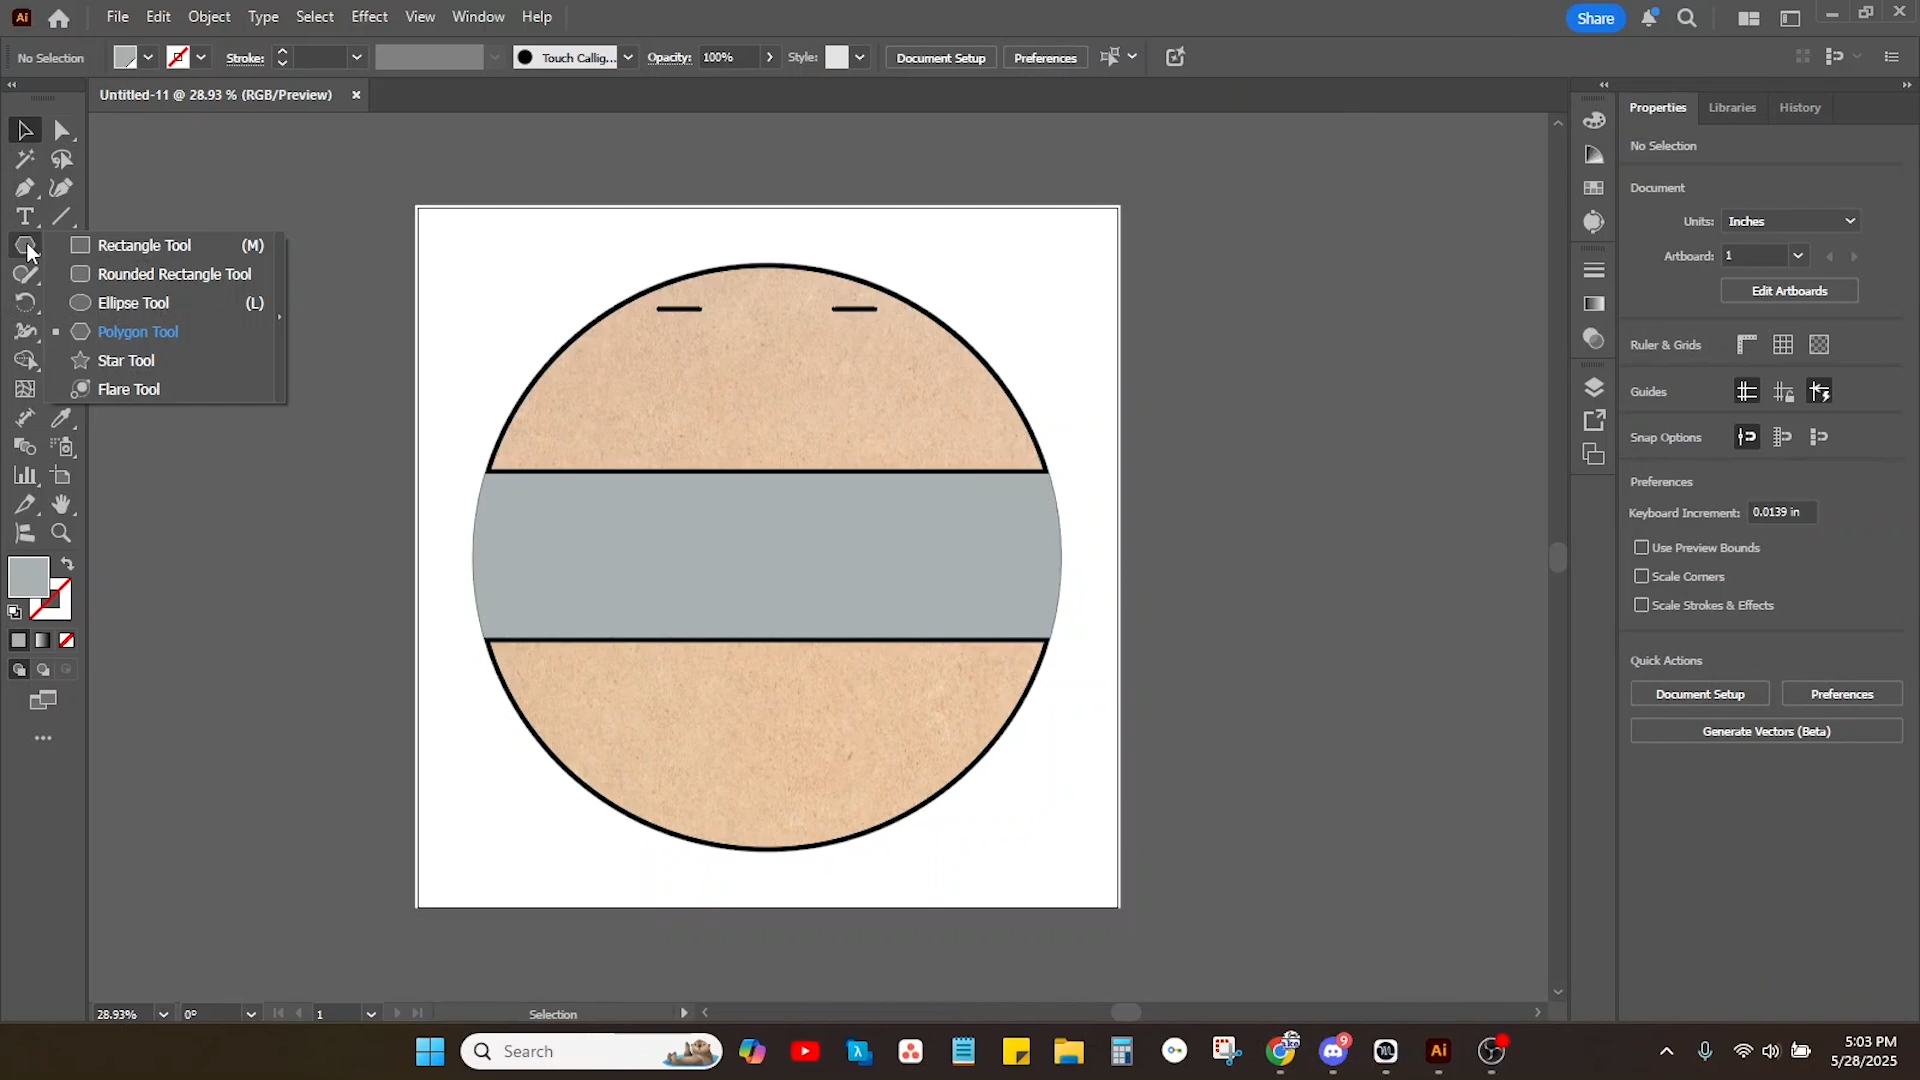 Ai File Edit Object Type Select Effect View Window Help Share
No Selection Stroke: Touch Callig... Opacity: 100% Style: Document Setup Preferences
Untitled-11 @ 28.93 % (RGB/Preview)
Rectangle Tool (M)
Rounded Rectangle Tool
Ellipse Tool (L)
Polygon Tool
Star Tool
Flare Tool
Properties Libraries History
No Selection
Document
Units: Inches
Artboard: 1
Edit Artboards
Ruler & Grids
Guides
Snap Options
Preferences
Keyboard Increment: 0.0139 in
Use Preview Bounds
Scale Corners
Scale Strokes & Effects
Quick Actions
Document Setup Preferences
Generate Vectors (Beta)
28.93% 0° 1 Selection
Search 9 Ai 5:03 PM
5/28/2025